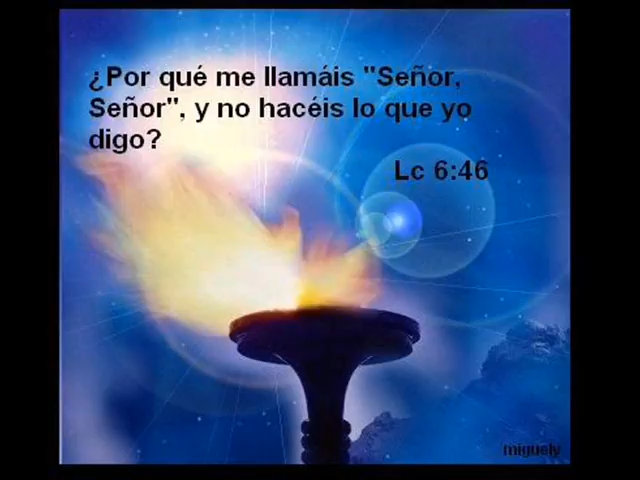 ¿Por qué me llamáis "Señor,
Señor", y no hacéis lo que yo
digo?
Lc 6:46
miguely